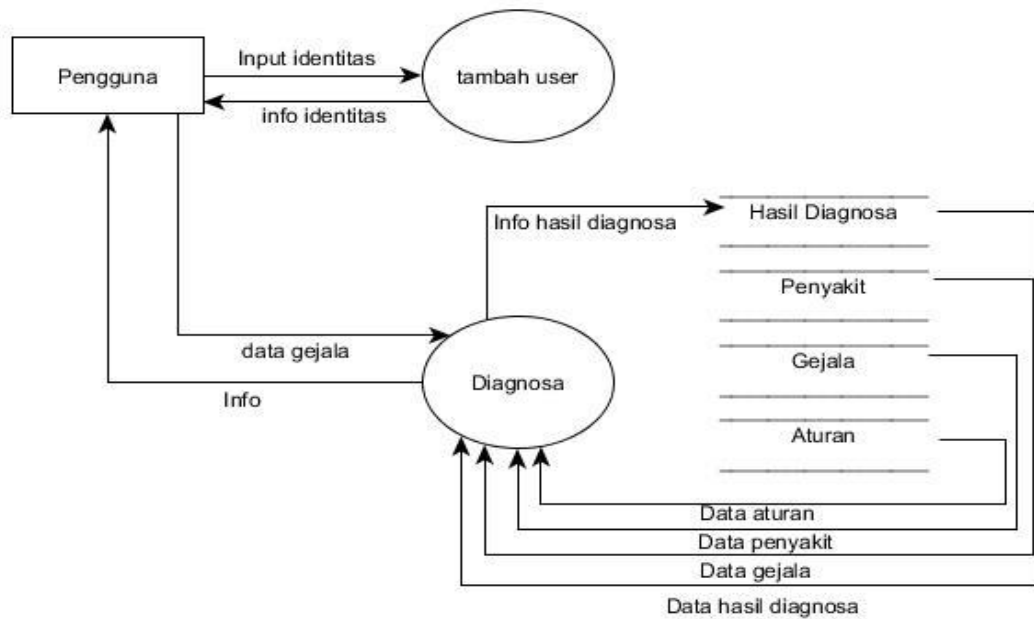 Pengguna
Input identitas
tambah user
info identitas
Info hasil diagnosa
Hasil Diagnosa
Penyakit
data gejala
Gejala
Diagnosa
Info
Aturan
Data aturan
Data penyakit
Data gejala
Data hasil diagnosa